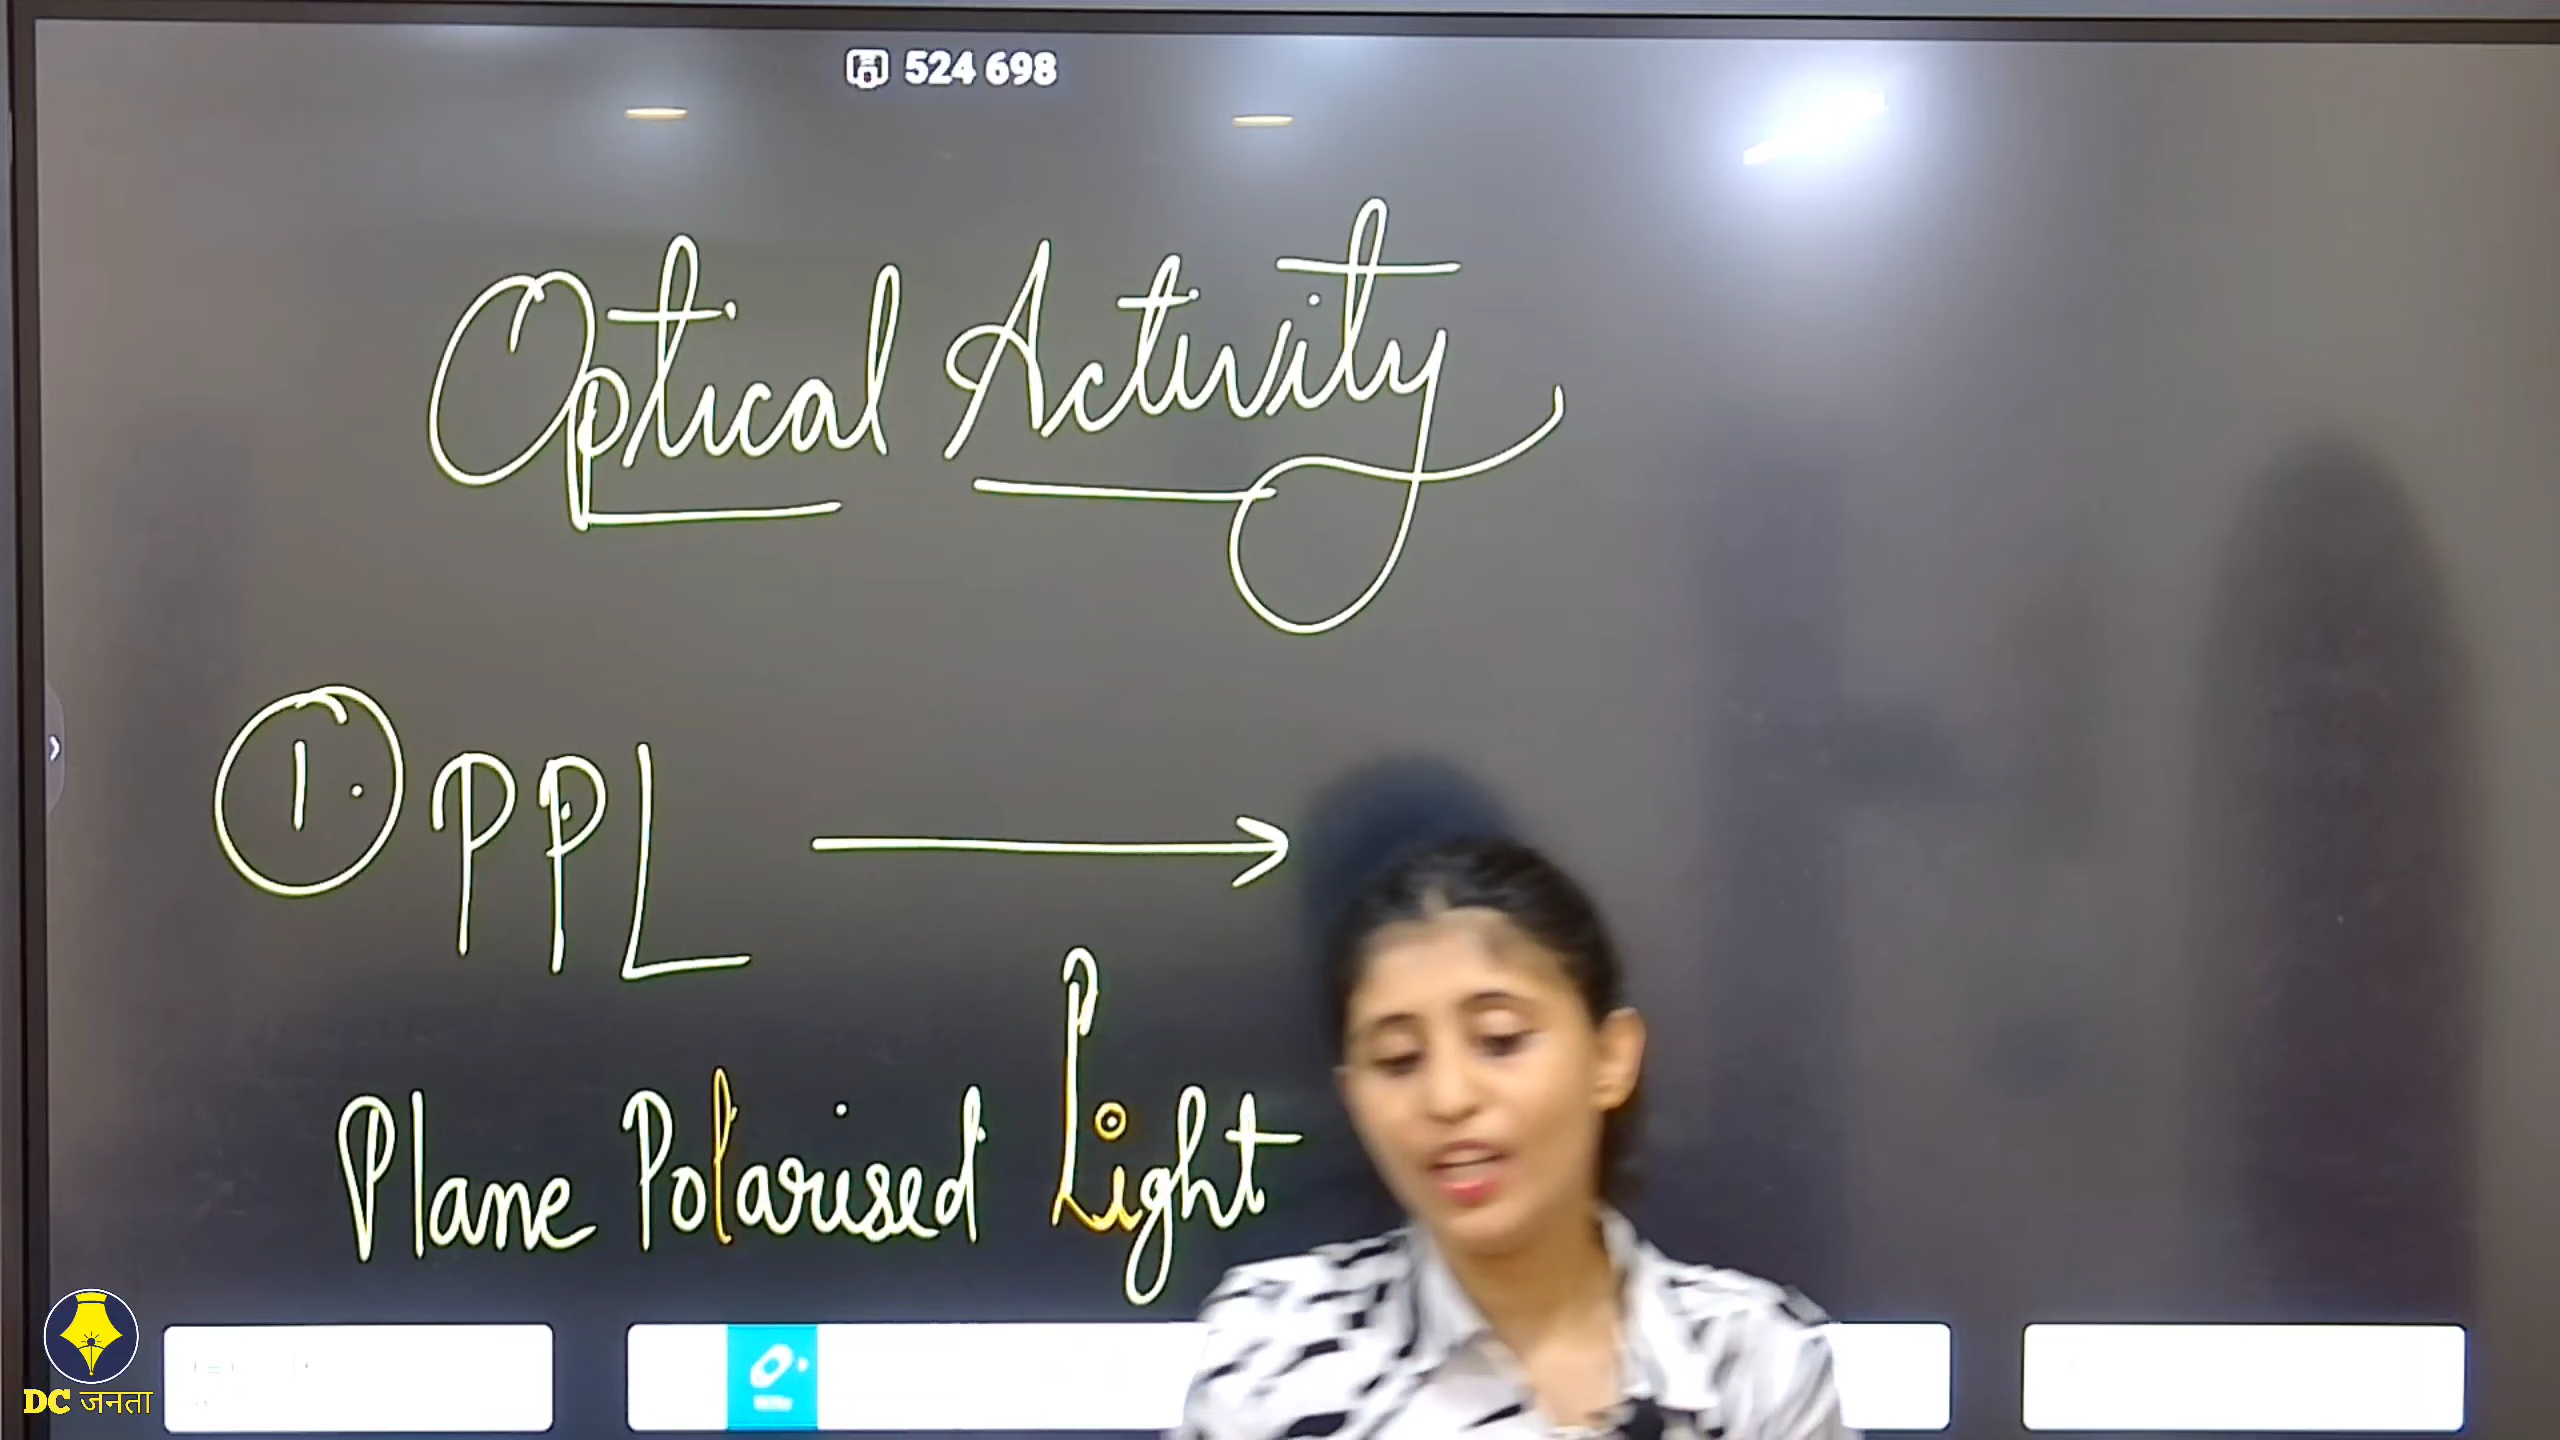 524 698
Optical Activity
1. PPL →
Plane Polarised Light
DC जनता